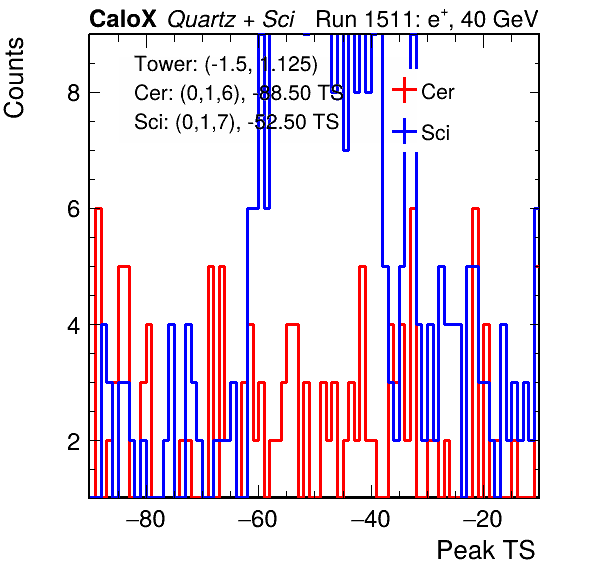 CaloX Quartz + Sci Run 1511: e+, 40 GeV
Counts
Tower: (-1.5, 1.125)
Cer: (0,1,6), -88.50 TS
Sci: (0,1,7), -52.50 TS
Cer
Sci
8
6
4
2
−80 −60 −40 −20
Peak TS